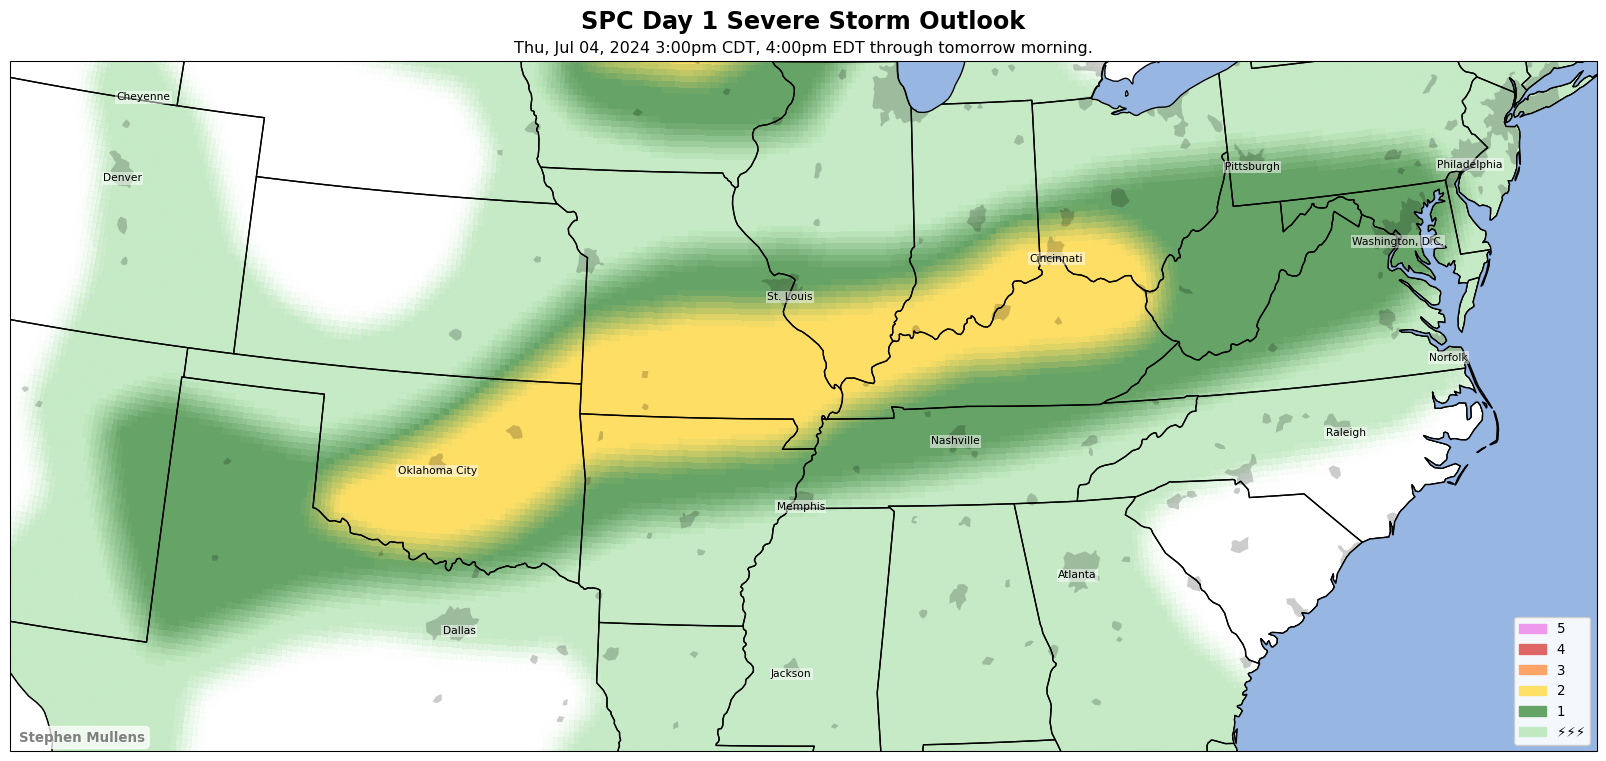 SPC Day 1 Severe Storm Outlook
Thu, Jul 04, 2024 3:00pm CDT, 4:00pm EDT through tomorrow morning.
Cheyenne
Denver
Pittsburgh
Philadelphia
Washington, D.C.
Cincinnati
St. Louis
Norfolk
Raleigh
Nashville
Oklahoma City
Memphis
Atlanta
Dallas
Jackson
5
4
3
2
1
⚡⚡⚡
Stephen Mullens